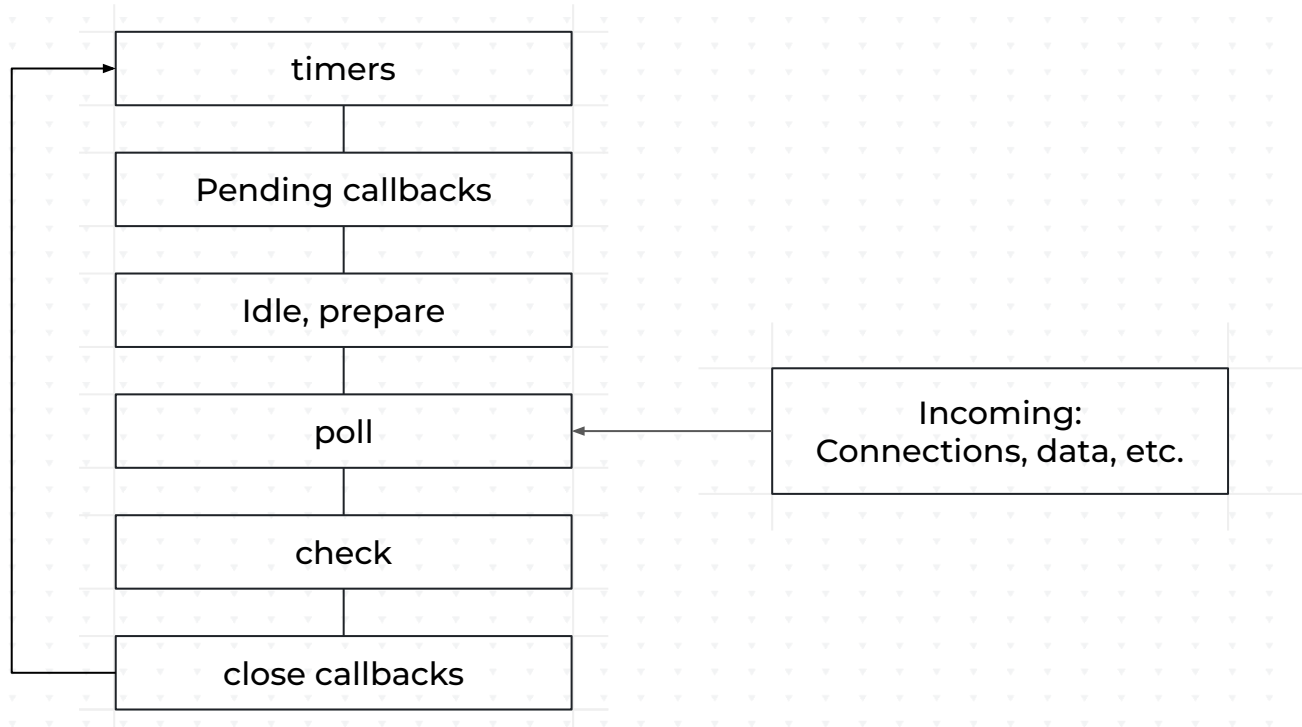 timers
Pending callbacks
Idle, prepare
poll
Incoming:
Connections, data, etc.
check
close callbacks